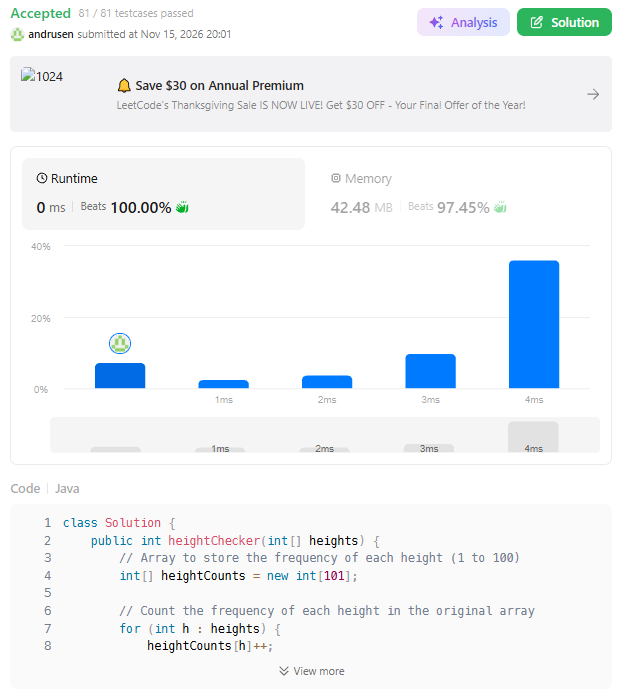 Accepted 81 / 81 testcases passed
andrusen submitted at Nov 15, 2026 20:01
Analysis
Solution
1024
Save $30 on Annual Premium
LeetCode's Thanksgiving Sale IS NOW LIVE! Get $30 OFF - Your Final Offer of the Year!
Runtime
0 ms Beats 100.00%
Memory
42.48 MB Beats 97.45%
40%
20%
0%
1ms 2ms 3ms 4ms
1ms 2ms 3ms 4ms
Code Java
1 class Solution {
2 public int heightChecker(int[] heights) {
3 // Array to store the frequency of each height (1 to 100)
4 int[] heightCounts = new int[101];
5
6 // Count the frequency of each height in the original array
7 for (int h : heights) {
8 heightCounts[h]++;
View more